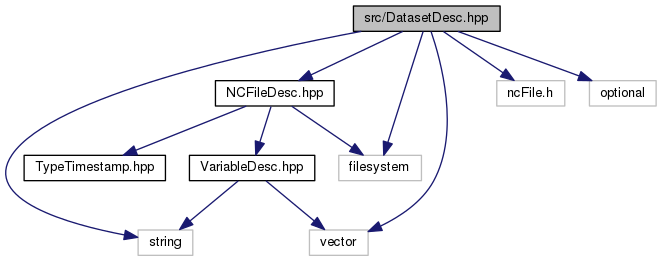 src/DatasetDesc.hpp
NCFileDesc.hpp
ncFile.h
optional
TypeTimestamp.hpp
VariableDesc.hpp
filesystem
string
vector